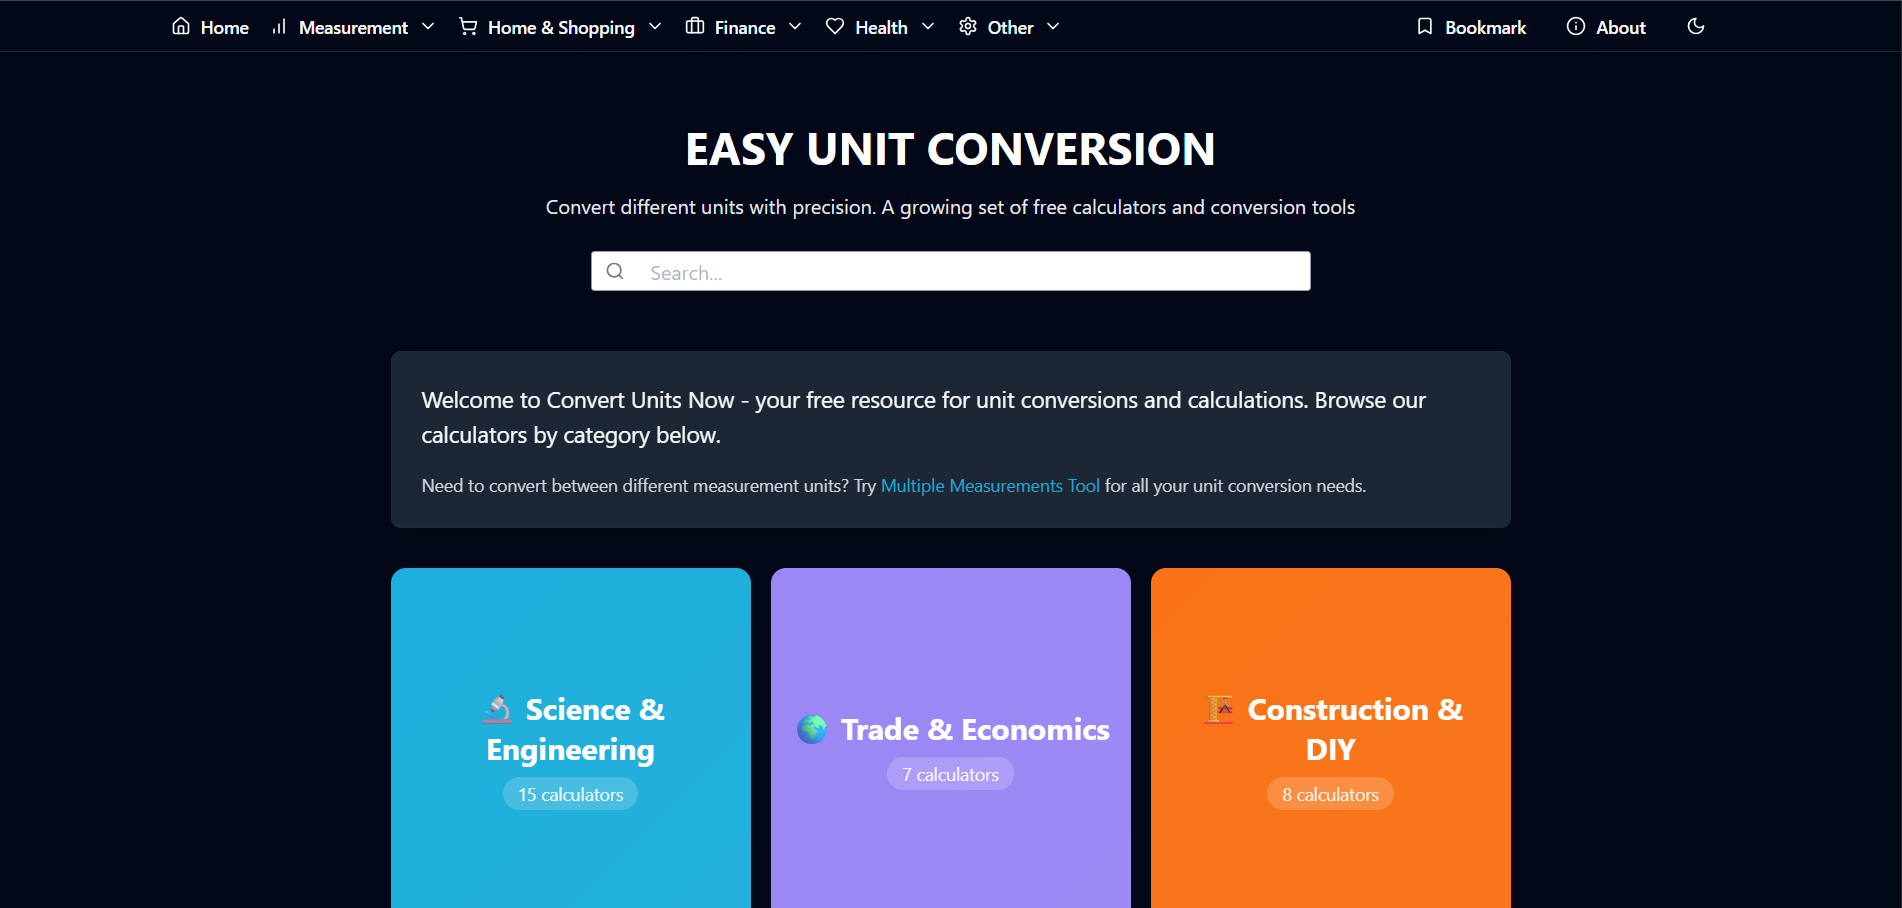 Home
Measurement
Home & Shopping
Finance
Health
Other
Bookmark
About
EASY UNIT CONVERSION
Convert different units with precision. A growing set of free calculators and conversion tools
Search...
Welcome to Convert Units Now - your free resource for unit conversions and calculations. Browse our
calculators by category below.
Need to convert between different measurement units? Try Multiple Measurements Tool for all your unit conversion needs.
Science &
Engineering
15 calculators
Trade & Economics
7 calculators
Construction &
DIY
8 calculators